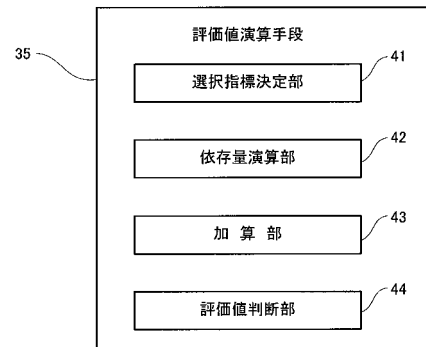 評価値演算手段
35
選択指標決定部
41
依存量演算部
42
加 算 部
43
評価値判断部
44